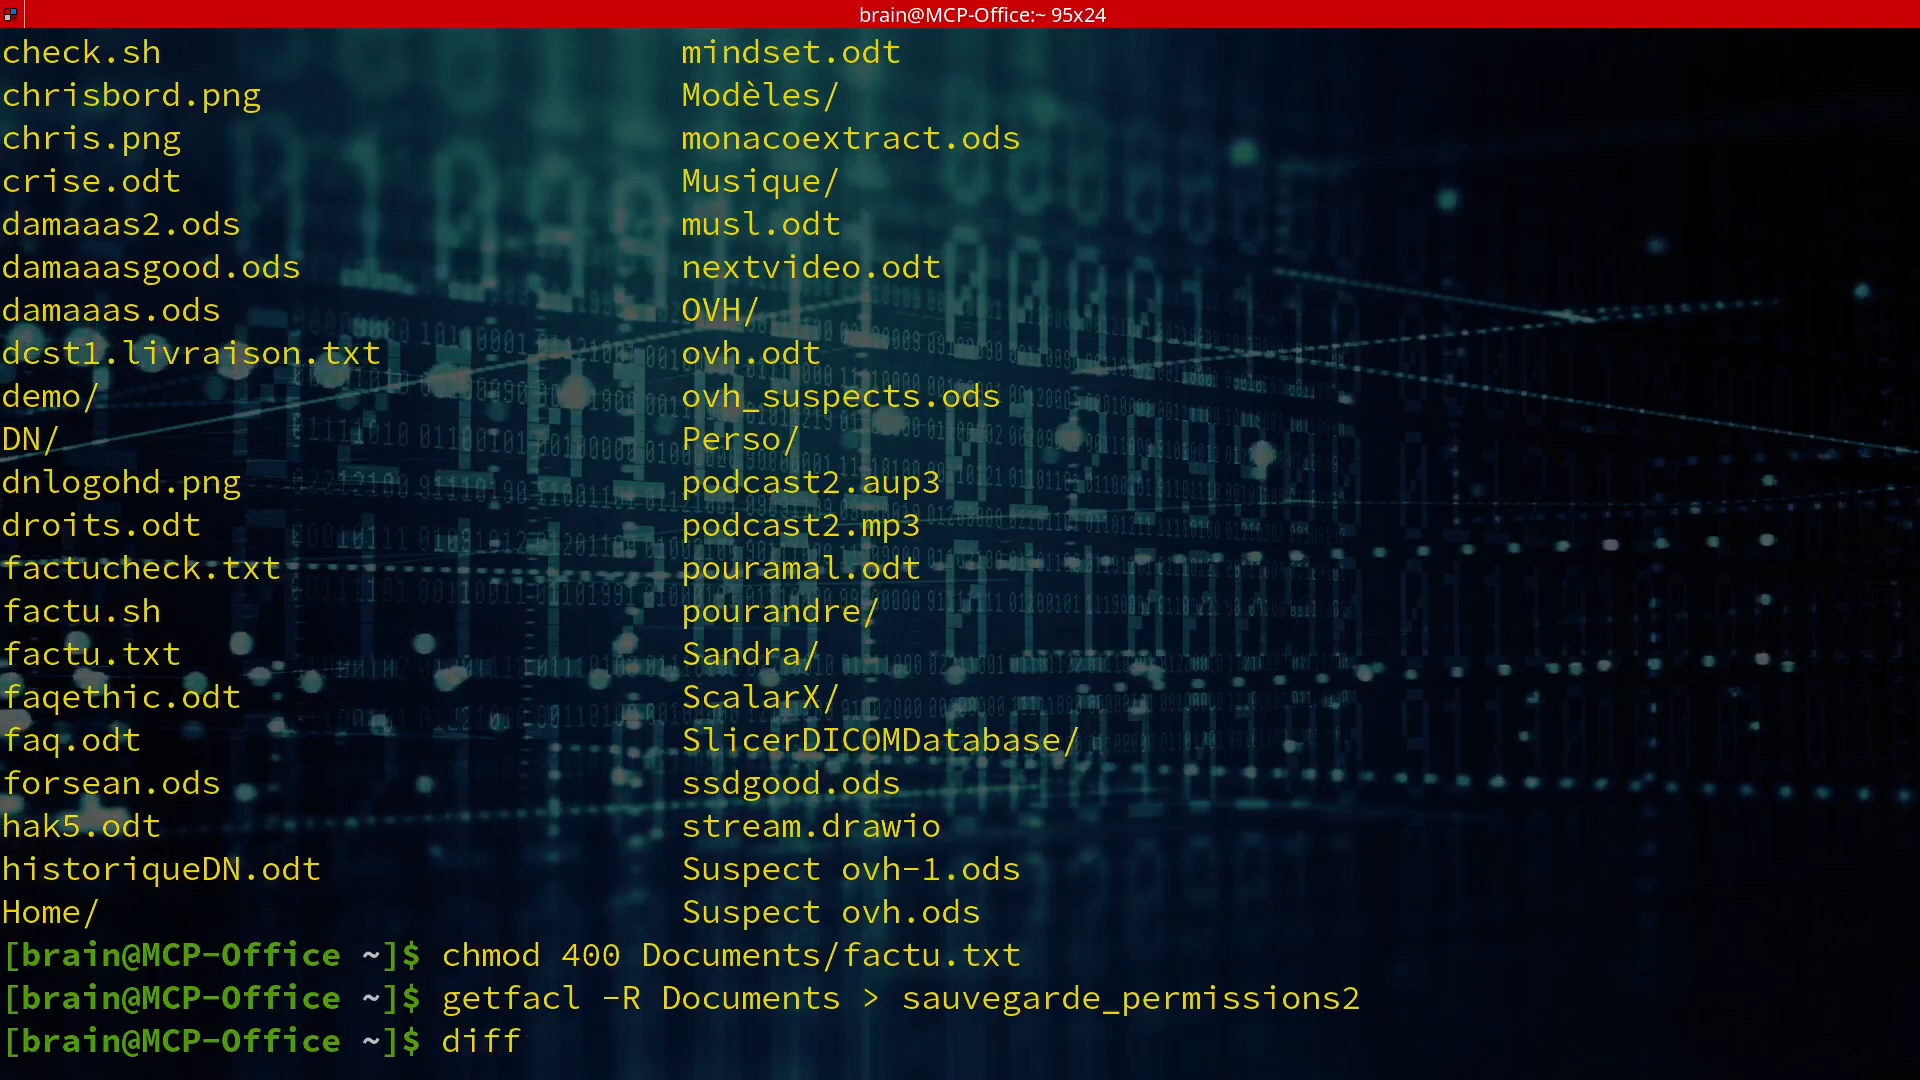 brain@MCP-Office:~ 95x24
check.sh mindset.odt
chrisbord.png Modèles/
chris.png monacoextract.ods
crise.odt Musique/
damaaas2.ods musl.odt
damaaasgood.ods nextvideo.odt
damaaas.ods OVH/
dcst1.livraison.txt ovh.odt
demo/ ovh_suspects.ods
DN/ Perso/
dnlogohd.png podcast2.aup3
droits.odt podcast2.mp3
factucheck.txt pouramal.odt
factu.sh pourandre/
factu.txt Sandra/
faqethic.odt ScalarX/
faq.odt SlicerDICOMDatabase/
forsean.ods ssdgood.ods
hak5.odt stream.drawio
historiqueDN.odt Suspect ovh-1.ods
Home/ Suspect ovh.ods
[brain@MCP-Office ~]$ chmod 400 Documents/factu.txt
[brain@MCP-Office ~]$ getfacl -R Documents > sauvegarde_permissions2
[brain@MCP-Office ~]$ diff